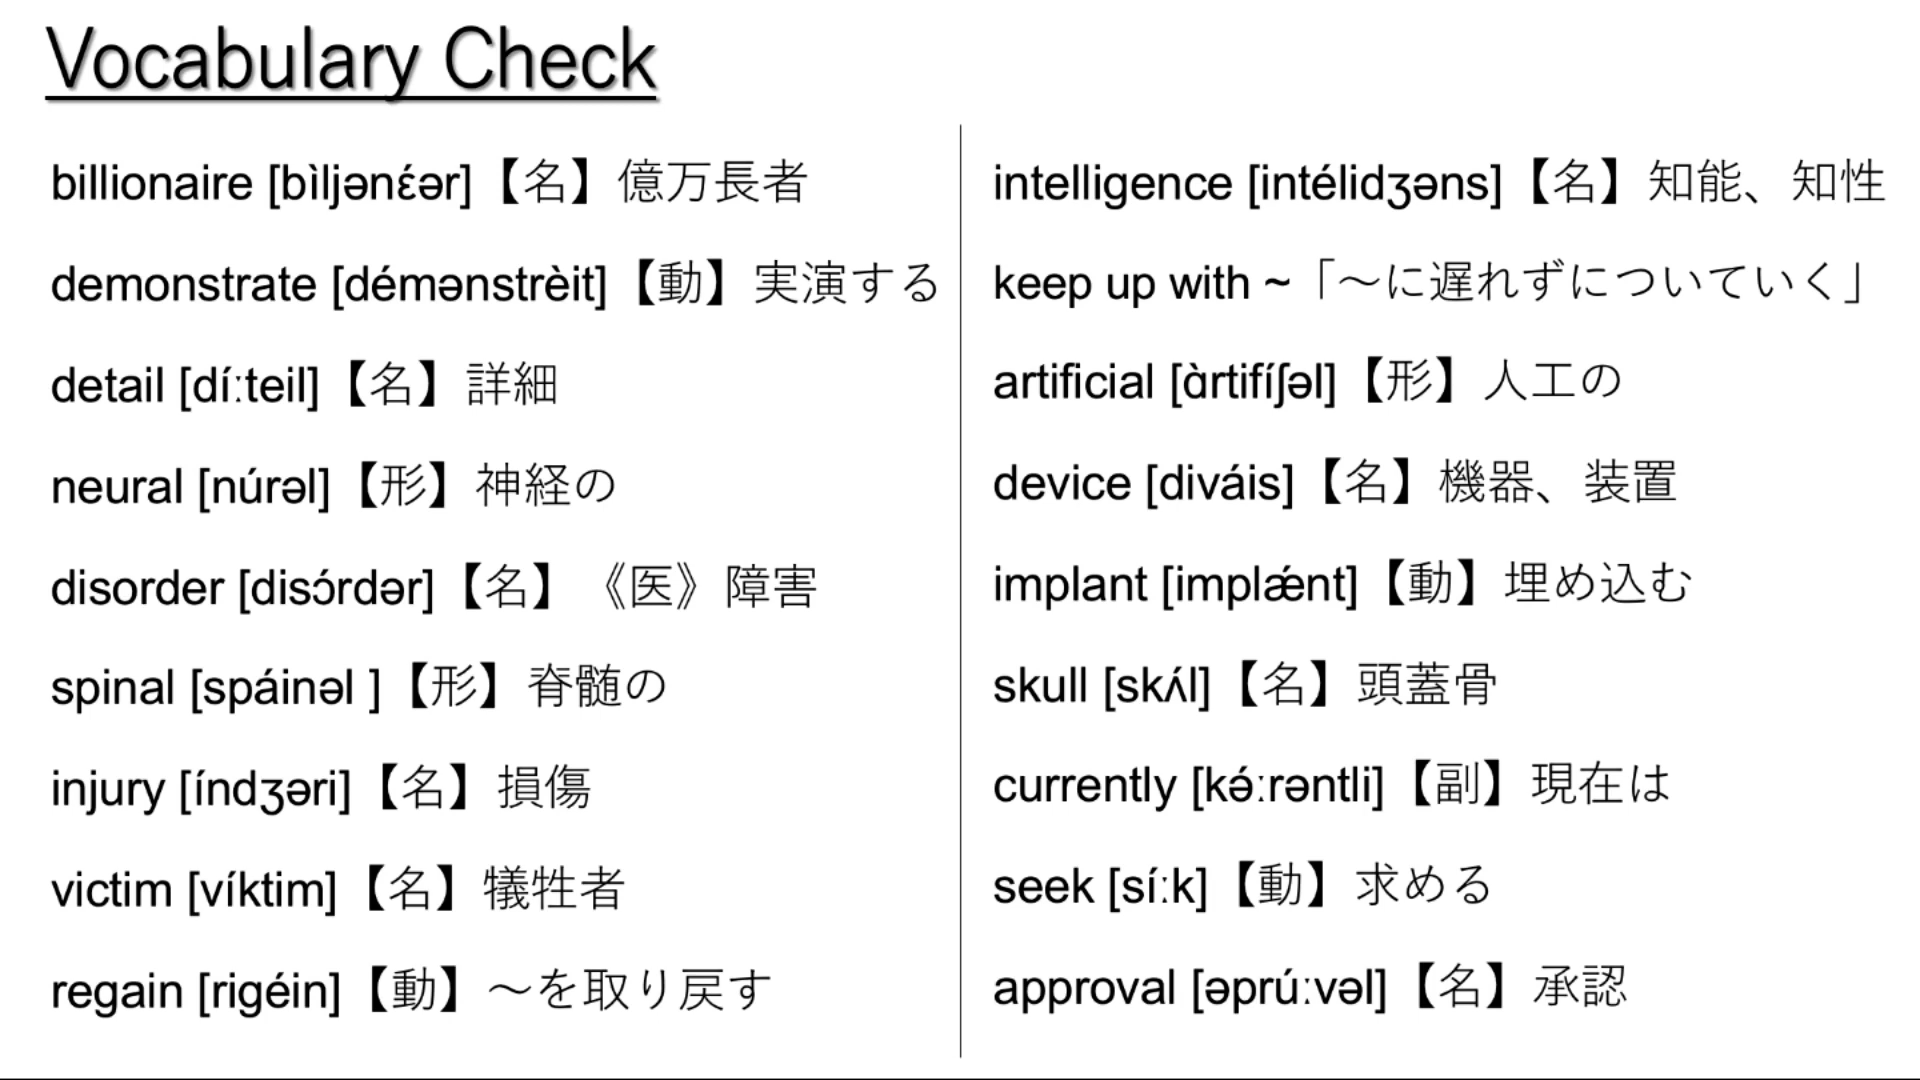 Vocabulary Check
billionaire [bìljənɛ́ər]【名】億万長者
demonstrate [démənstrèit]【動】実演する
detail [díːteil]【名】詳細
neural [núrəl]【形】神経の
disorder [disɔ́rdər]【名】《医》障害
spinal [spáinəl ]【形】脊髄の
injury [índʒəri]【名】損傷
victim [víktim]【名】犠牲者
regain [rigéin]【動】～を取り戻す
intelligence [intélidʒəns]【名】知能、知性
keep up with ~「～に遅れずについていく」
artificial [ɑ̀rtifíʃəl]【形】人工の
device [diváis]【名】機器、装置
implant [implǽnt]【動】埋め込む
skull [skʌ́l]【名】頭蓋骨
currently [kə́ːrəntli]【副】現在は
seek [síːk]【動】求める
approval [əprúːvəl]【名】承認